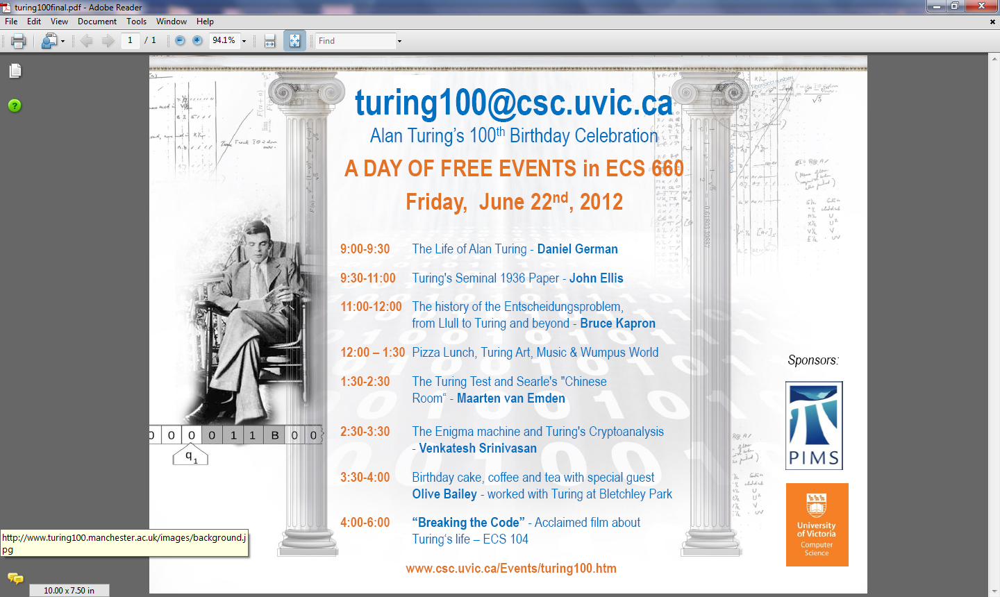 turing100final.pdf - Adobe Reader
File Edit View Document Tools Window Help
1 / 1 94.1% Find
turing100@csc.uvic.ca
Alan Turing’s 100th Birthday Celebration
A DAY OF FREE EVENTS in ECS 660
Friday, June 22nd, 2012
9:00-9:30 The Life of Alan Turing - Daniel German
9:30-11:00 Turing's Seminal 1936 Paper - John Ellis
11:00-12:00 The history of the Entscheidungsproblem,
from Llull to Turing and beyond - Bruce Kapron
12:00 – 1:30 Pizza Lunch, Turing Art, Music & Wumpus World
1:30-2:30 The Turing Test and Searle's "Chinese
Room“ - Maarten van Emden
2:30-3:30 The Enigma machine and Turing's Cryptoanalysis
- Venkatesh Srinivasan
3:30-4:00 Birthday cake, coffee and tea with special guest
Olive Bailey - worked with Turing at Bletchley Park
4:00-6:00 “Breaking the Code” - Acclaimed film about
Turing‘s life – ECS 104
www.csc.uvic.ca/Events/turing100.htm
Sponsors:
PIMS
University
of Victoria
Computer
Science
0 0 0 0 1 1 B 0 0
q1
Fibonacci numbers
http://www.turing100.manchester.ac.uk/images/background.j
pg
10.00 x 7.50 in